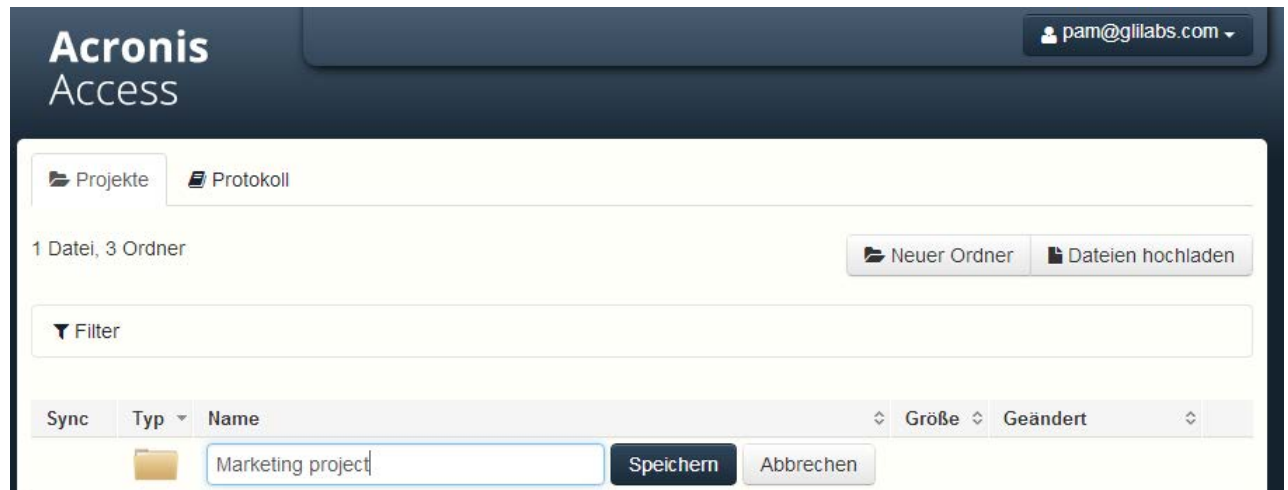 Acronis
Access
pam@glilabs.com
Projekte Protokoll
1 Datei, 3 Ordner
Neuer Ordner Dateien hochladen
Filter
Sync Typ Name Größe Geändert
Marketing project Speichern Abbrechen